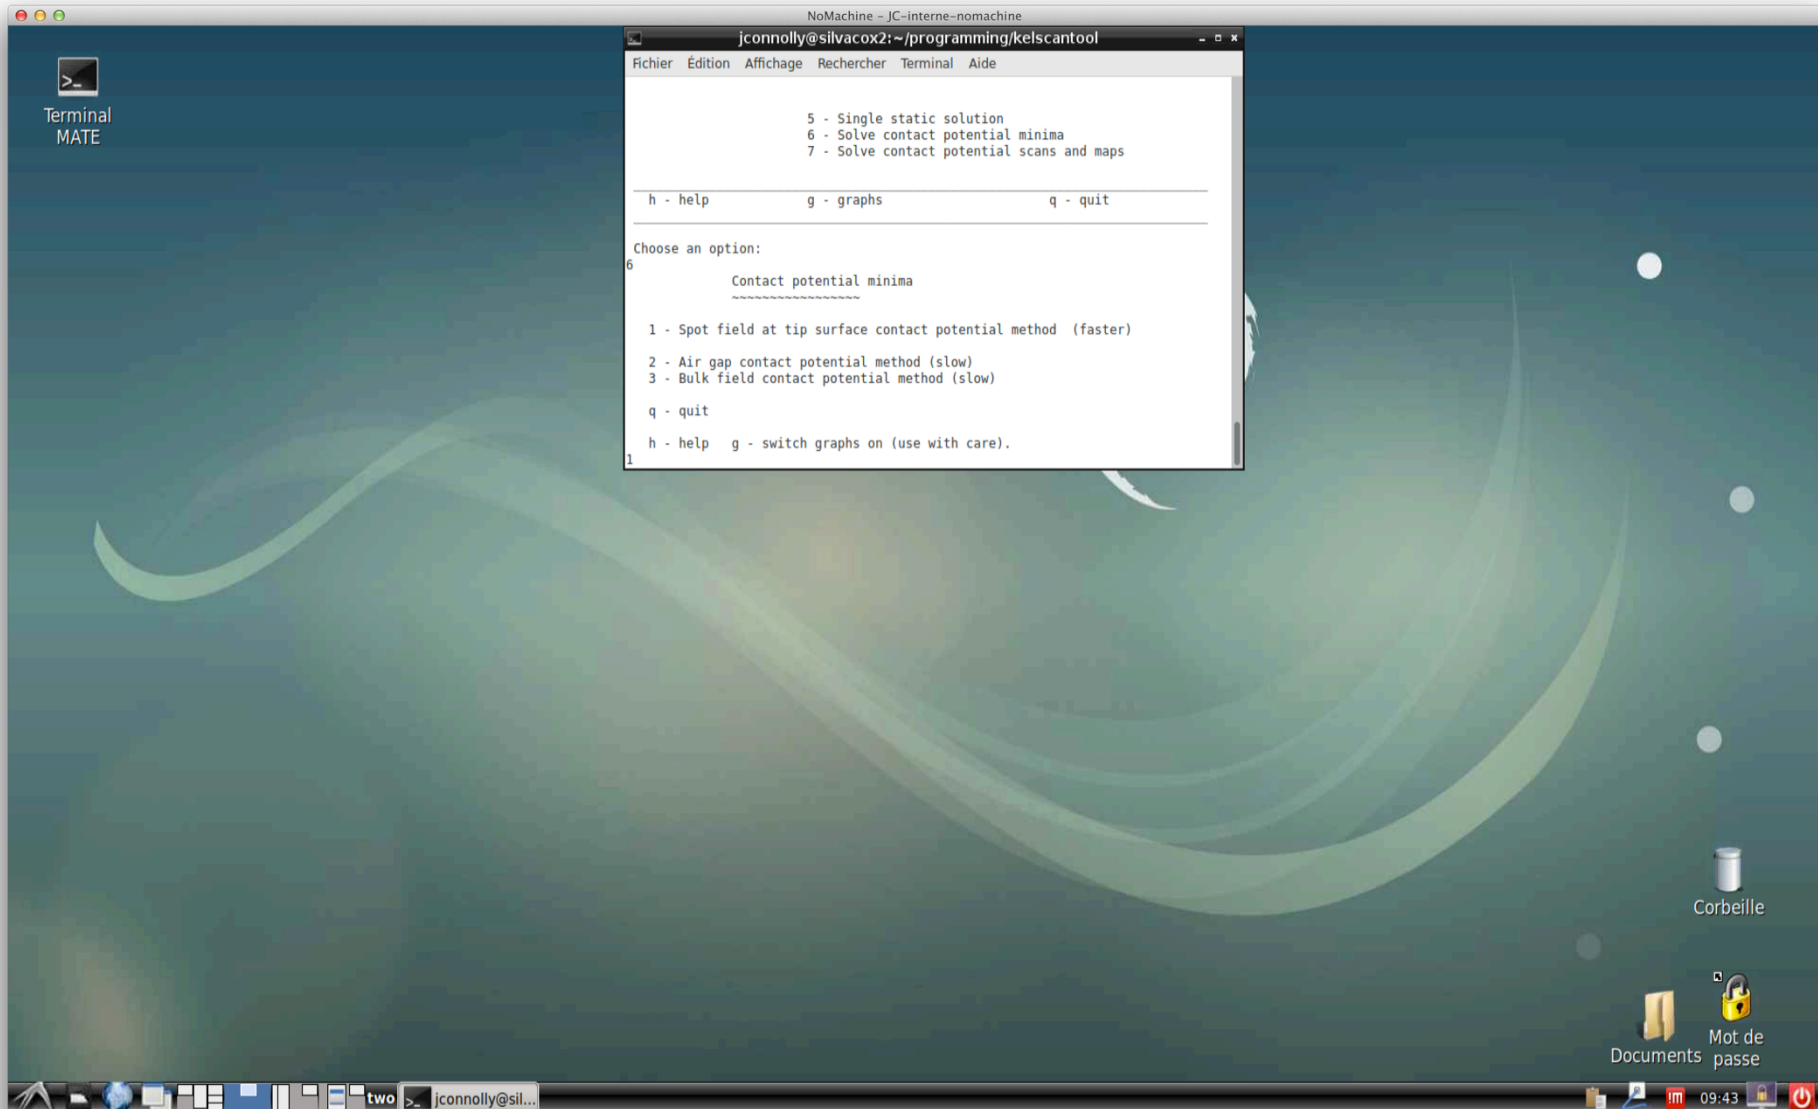 NoMachine - JC-interne-nomachine
jconnolly@silvacox2:~/programming/kelscantool
Fichier Édition Affichage Rechercher Terminal Aide
5 - Single static solution
6 - Solve contact potential minima
7 - Solve contact potential scans and maps
h - help g - graphs q - quit
Choose an option:
6
Contact potential minima
~~~~~~~~~~~~~~~~~
1 - Spot field at tip surface contact potential method (faster)
2 - Air gap contact potential method (slow)
3 - Bulk field contact potential method (slow)
q - quit
h - help g - switch graphs on (use with care).
1
Terminal
MATE
Corbeille
Documents
Mot de
passe
two
jconnolly@sil...
!M
09:43